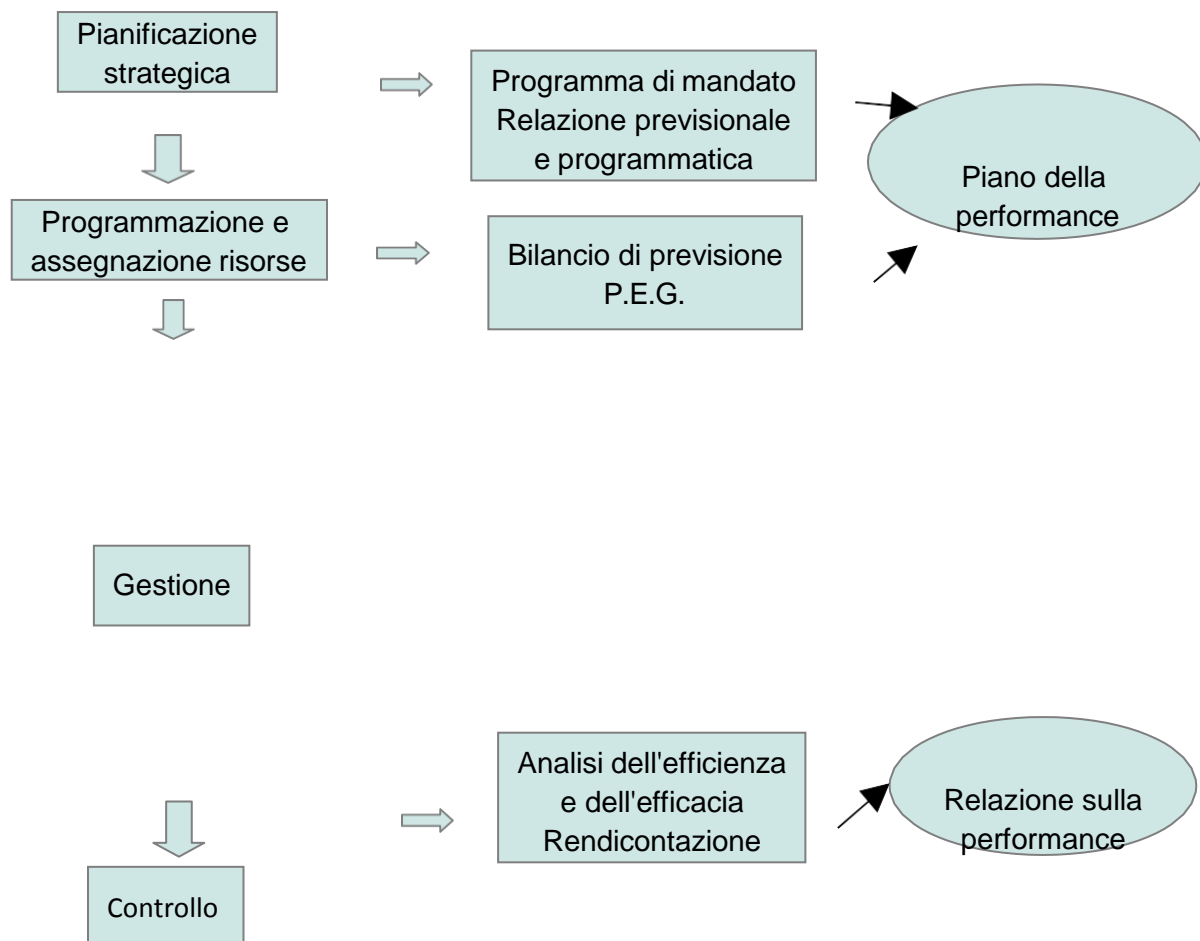 Pianificazione
strategica
Programma di mandato
Relazione previsionale
e programmatica
Piano della
performance
Programmazione e
assegnazione risorse
Bilancio di previsione
P.E.G.
Gestione
Analisi dell'efficienza
e dell'efficacia
Rendicontazione
Relazione sulla
performance
Controllo